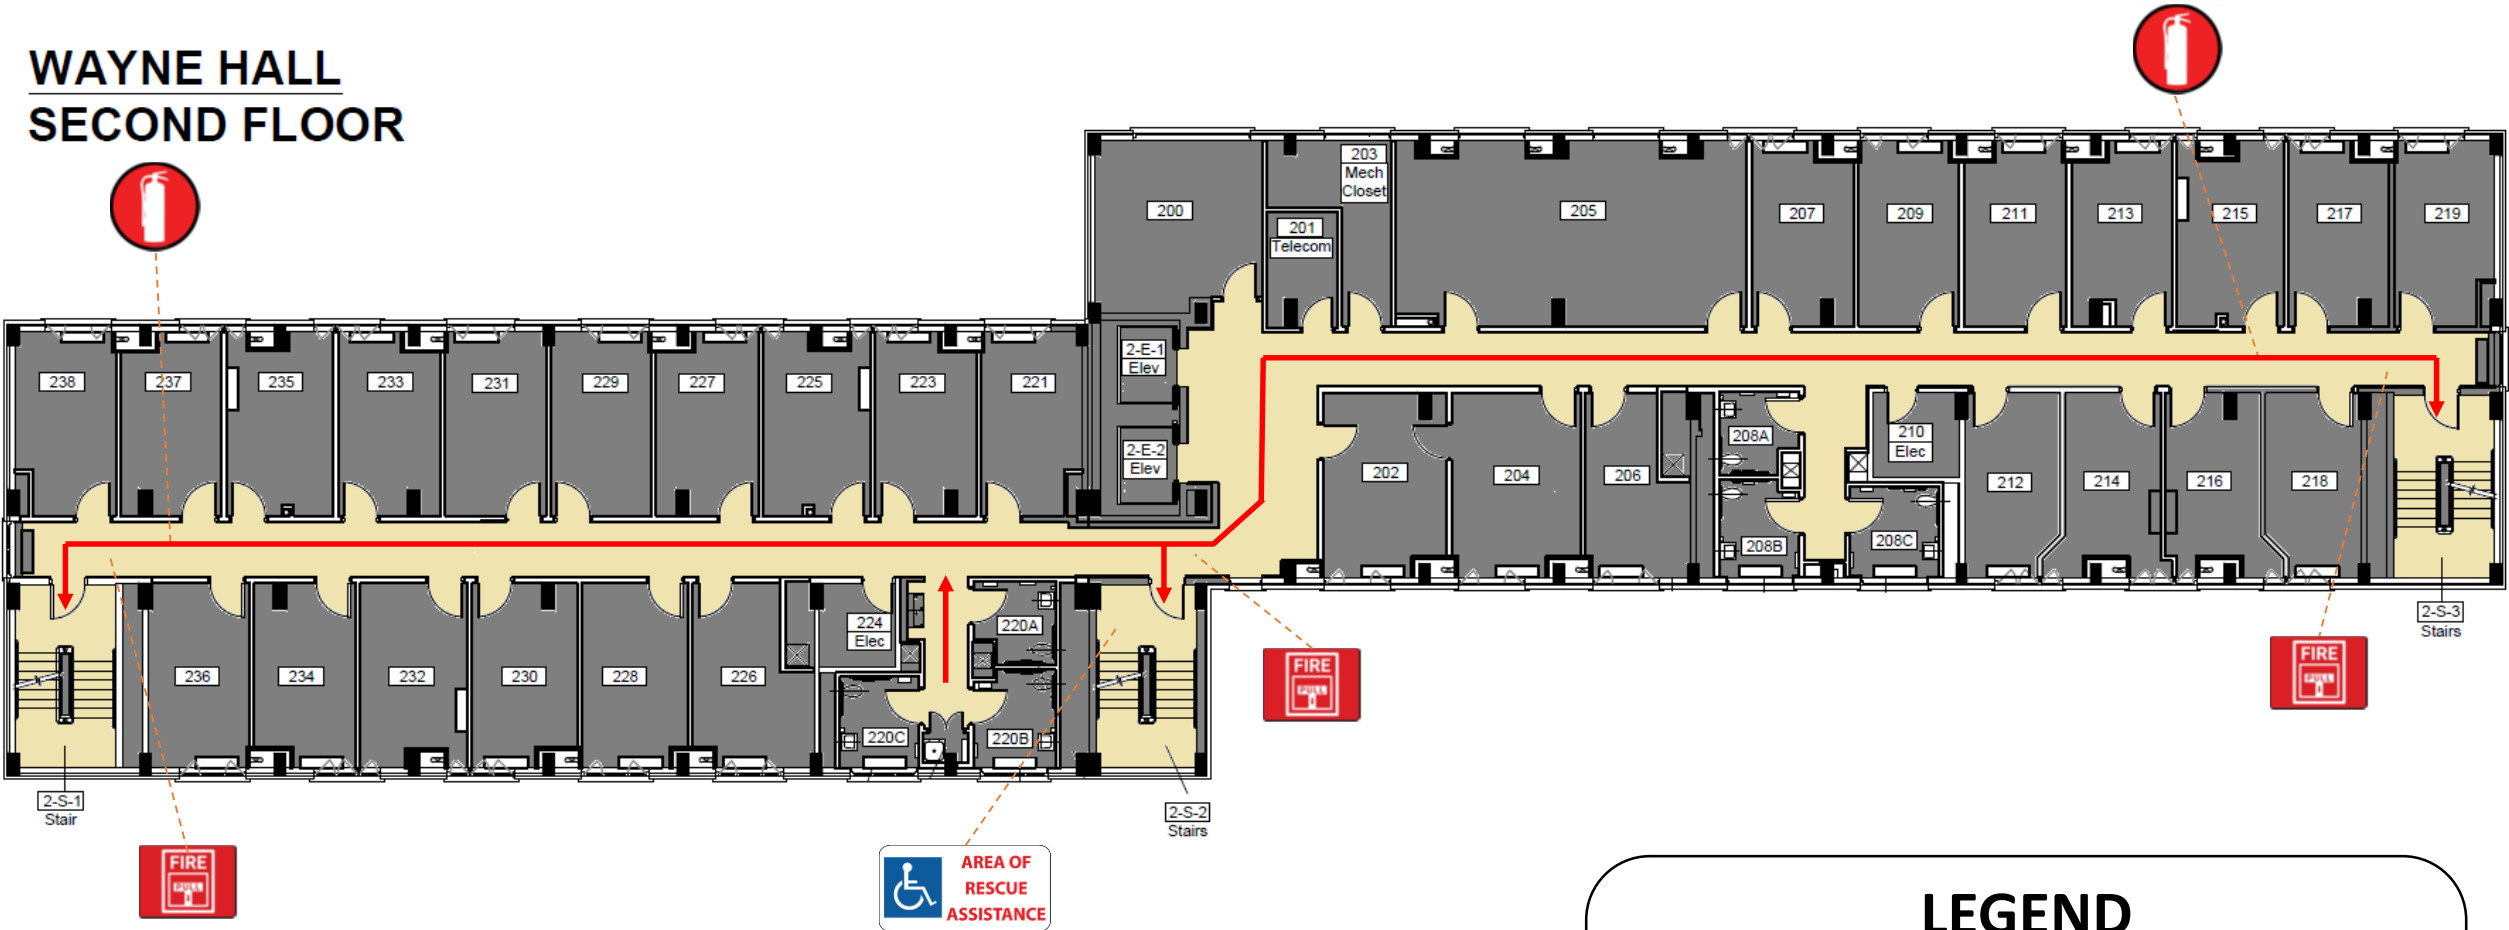 WAYNE HALL
SECOND FLOOR
203
Mech
Closet
200
201
Telecom
205
207
209
211
213
215
217
219
2-E-1
Elev
2-E-2
Elev
238
237
235
233
231
229
227
225
223
221
202
204
206
208A
208B
208C
210
Elec
212
214
216
218
236
234
232
230
228
226
224
Elec
220A
220B
220C
2-S-1
Stair
2-S-2
Stairs
2-S-3
Stairs
FIRE
PULL
FIRE
PULL
FIRE
PULL
AREA OF
RESCUE
ASSISTANCE
LEGEND